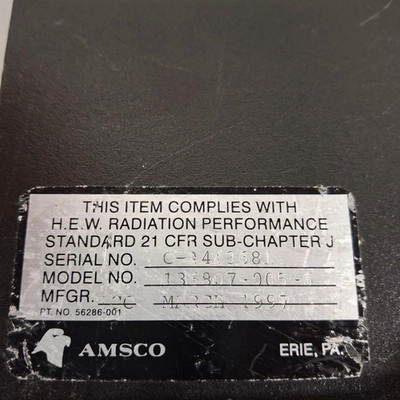 THIS ITEM COMPLIES WITH
H.E.W. RADIATION PERFORMANCE
STANDARD 21 CFR SUB-CHAPTER J
SERIAL NO.
MODEL NO.
MFGR. MARCH 1997
PT. NO. 56286-001
AMSCO ERIE, PA.